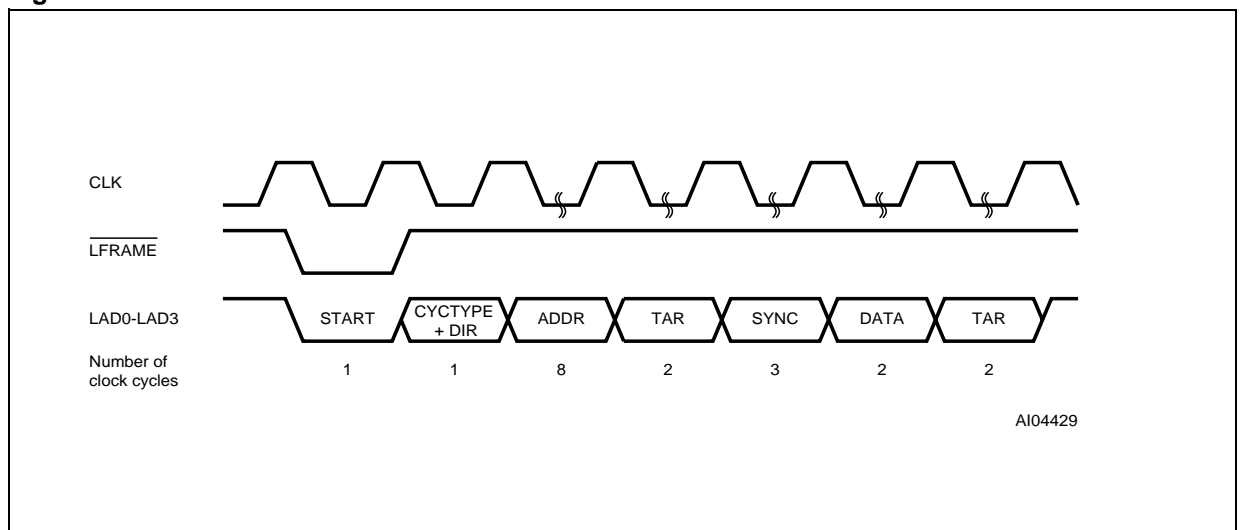 CLK
LFRAME
LAD0-LAD3
START
CYCTYPE
+ DIR
ADDR
TAR
SYNC
DATA
TAR
Number of
clock cycles
1
1
8
2
3
2
2
AI04429